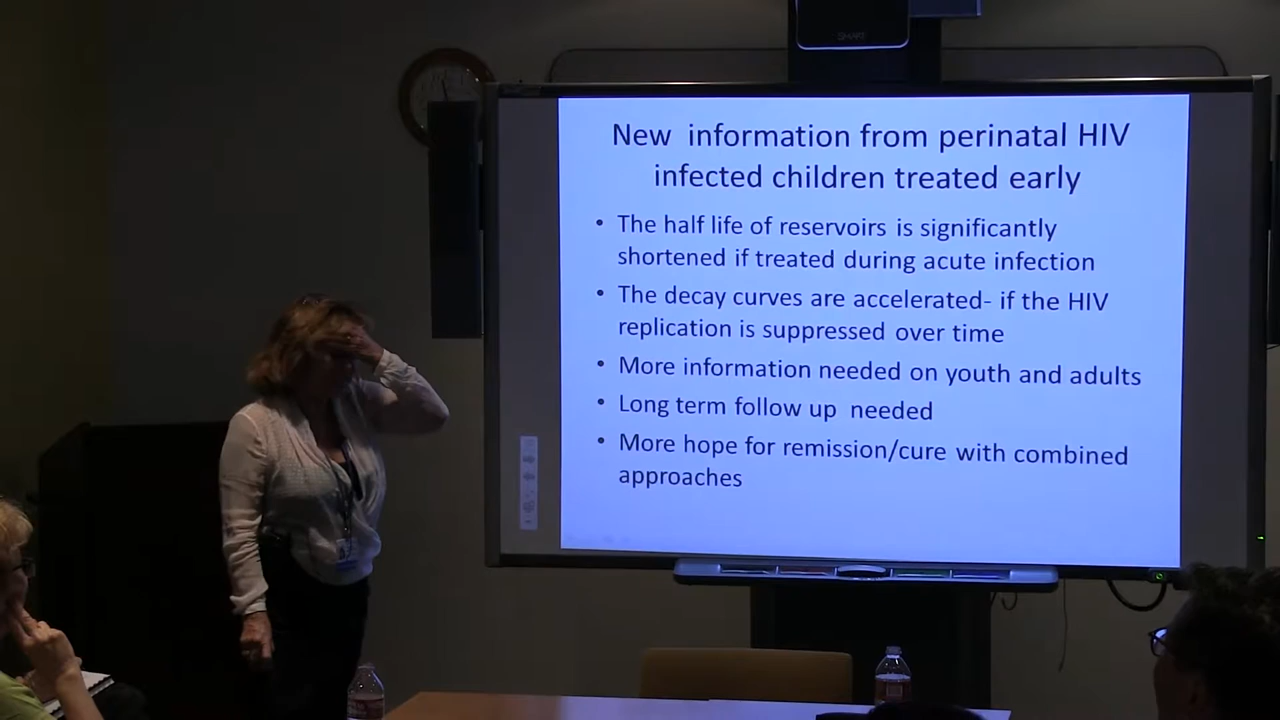 SMART
New information from perinatal HIV
infected children treated early
• The half life of reservoirs is significantly
shortened if treated during acute infection
• The decay curves are accelerated- if the HIV
replication is suppressed over time
• More information needed on youth and adults
• Long term follow up needed
• More hope for remission/cure with combined
approaches